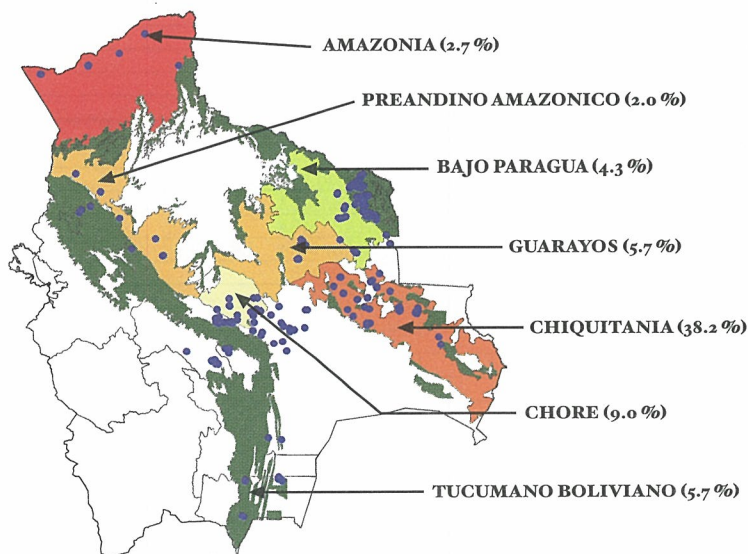 AMAZONIA (2.7 %)
PREANDINO AMAZONICO (2.0 %)
BAJO PARAGUA (4.3 %)
GUARAYOS (5.7 %)
CHIQUITANIA (38.2 %)
CHORE (9.0 %)
TUCUMANO BOLIVIANO (5.7 %)